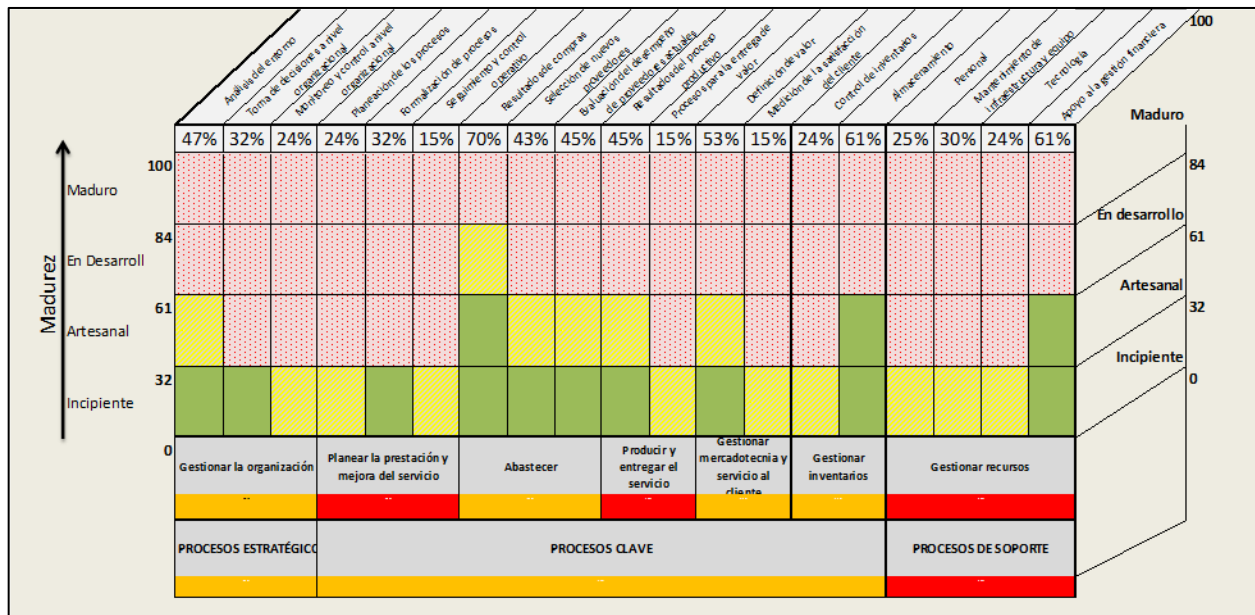 Análisis del entorno
Toma de decisiones a nivel
organizacional
Monitoreo y control a nivel
organizacional
Planeación de los procesos
Formalización de procesos
Seguimiento y control
operativo
Resultados de compras
Selección de nuevos
proveedores
Evaluación del desempeño
de proveedores actuales
Resultados del proceso
productivo
Procesos para la entrega de
valor
Definición de valor
Medición de la satisfacción
del cliente
Control de inventarios
Almacenamiento
Personal
Mantenimiento de
infraestructura y equipo
Tecnología
Apoyo a la gestión financiera
100
Maduro
47% 32% 24% 24% 32% 15% 70% 43% 45% 45% 15% 53% 15% 24% 61% 25% 30% 24% 61%
100
Maduro
84
84
En desarrollo
En Desarroll
61
61
Artesanal
Artesanal
32
32
Incipiente
Incipiente
0
0
Madurez
Gestionar la organización
Planear la prestación y
mejora del servicio
Abastecer
Producir y
entregar el
servicio
Gestionar
mercadotecnia y
servicio al
cliente
Gestionar
inventarios
Gestionar recursos
PROCESOS ESTRATÉGICO
PROCESOS CLAVE
PROCESOS DE SOPORTE